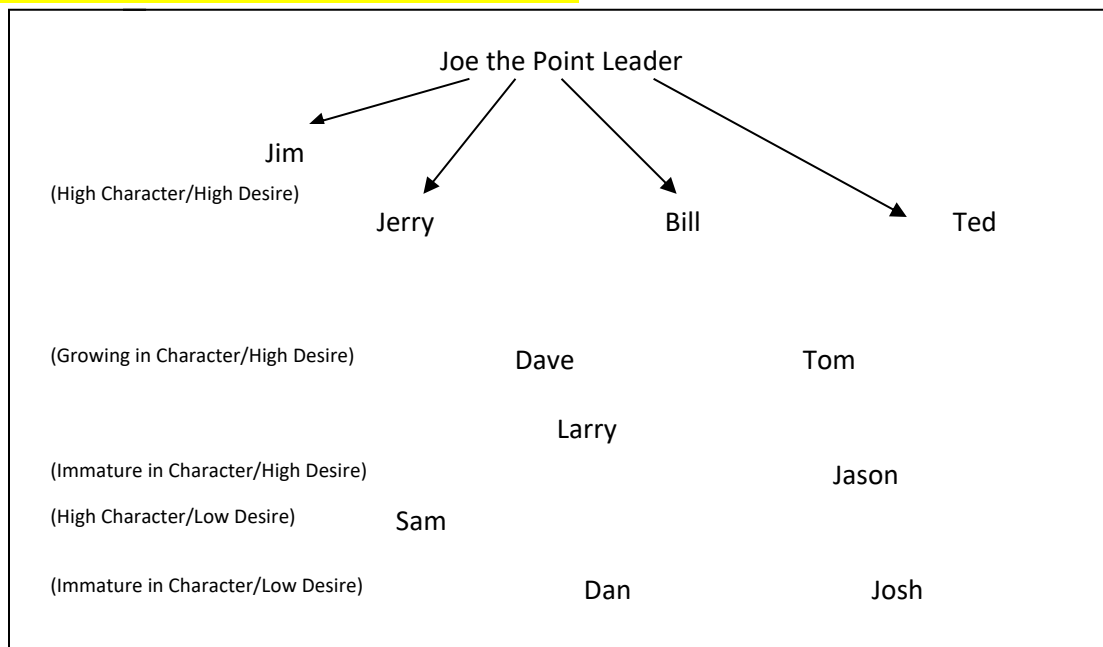 Joe the Point Leader
Jim
(High Character/High Desire)
Jerry Bill Ted
(Growing in Character/High Desire) Dave Tom
Larry
(Immature in Character/High Desire) Jason
(High Character/Low Desire) Sam
(Immature in Character/Low Desire) Dan Josh